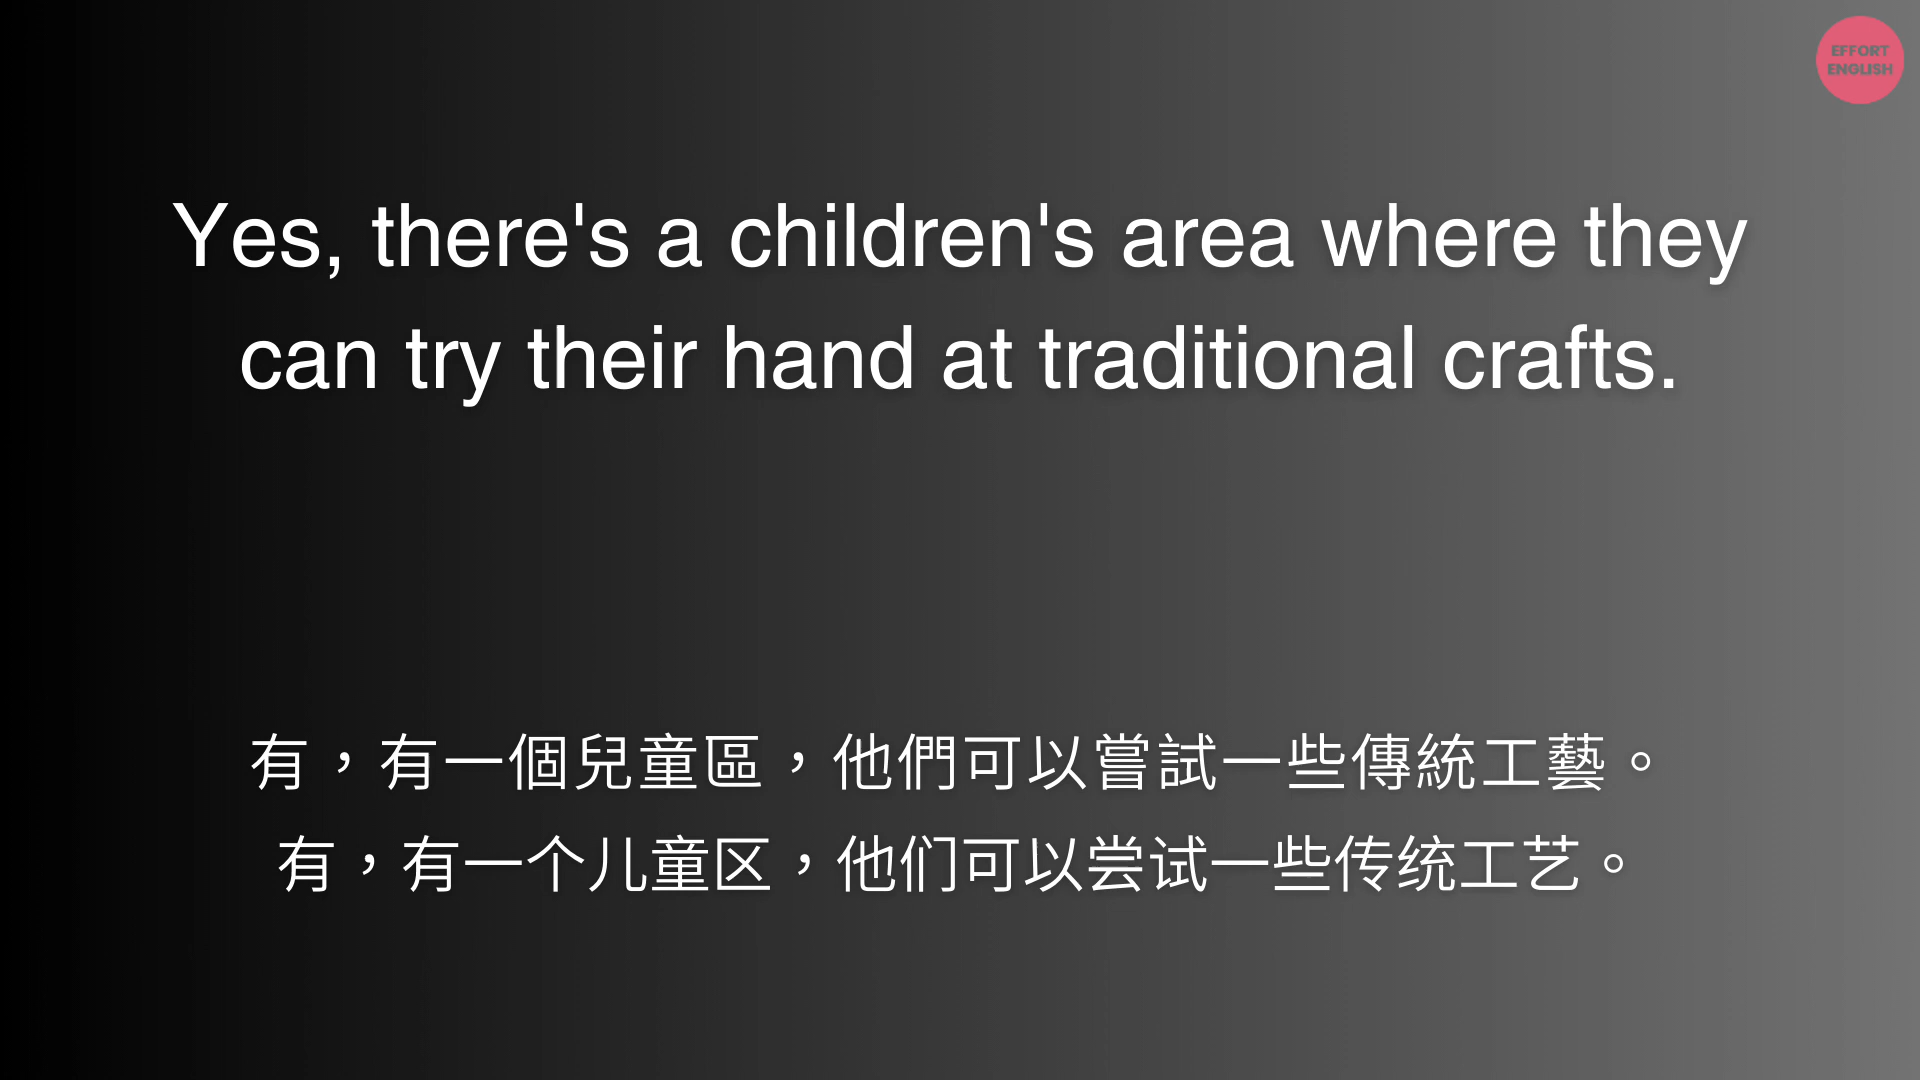 EFFORT
ENGLISH
Yes, there's a children's area where they
can try their hand at traditional crafts.
有，有一個兒童區，他們可以嘗試一些傳統工藝。
有，有一个儿童区，他们可以尝试一些传统工艺。